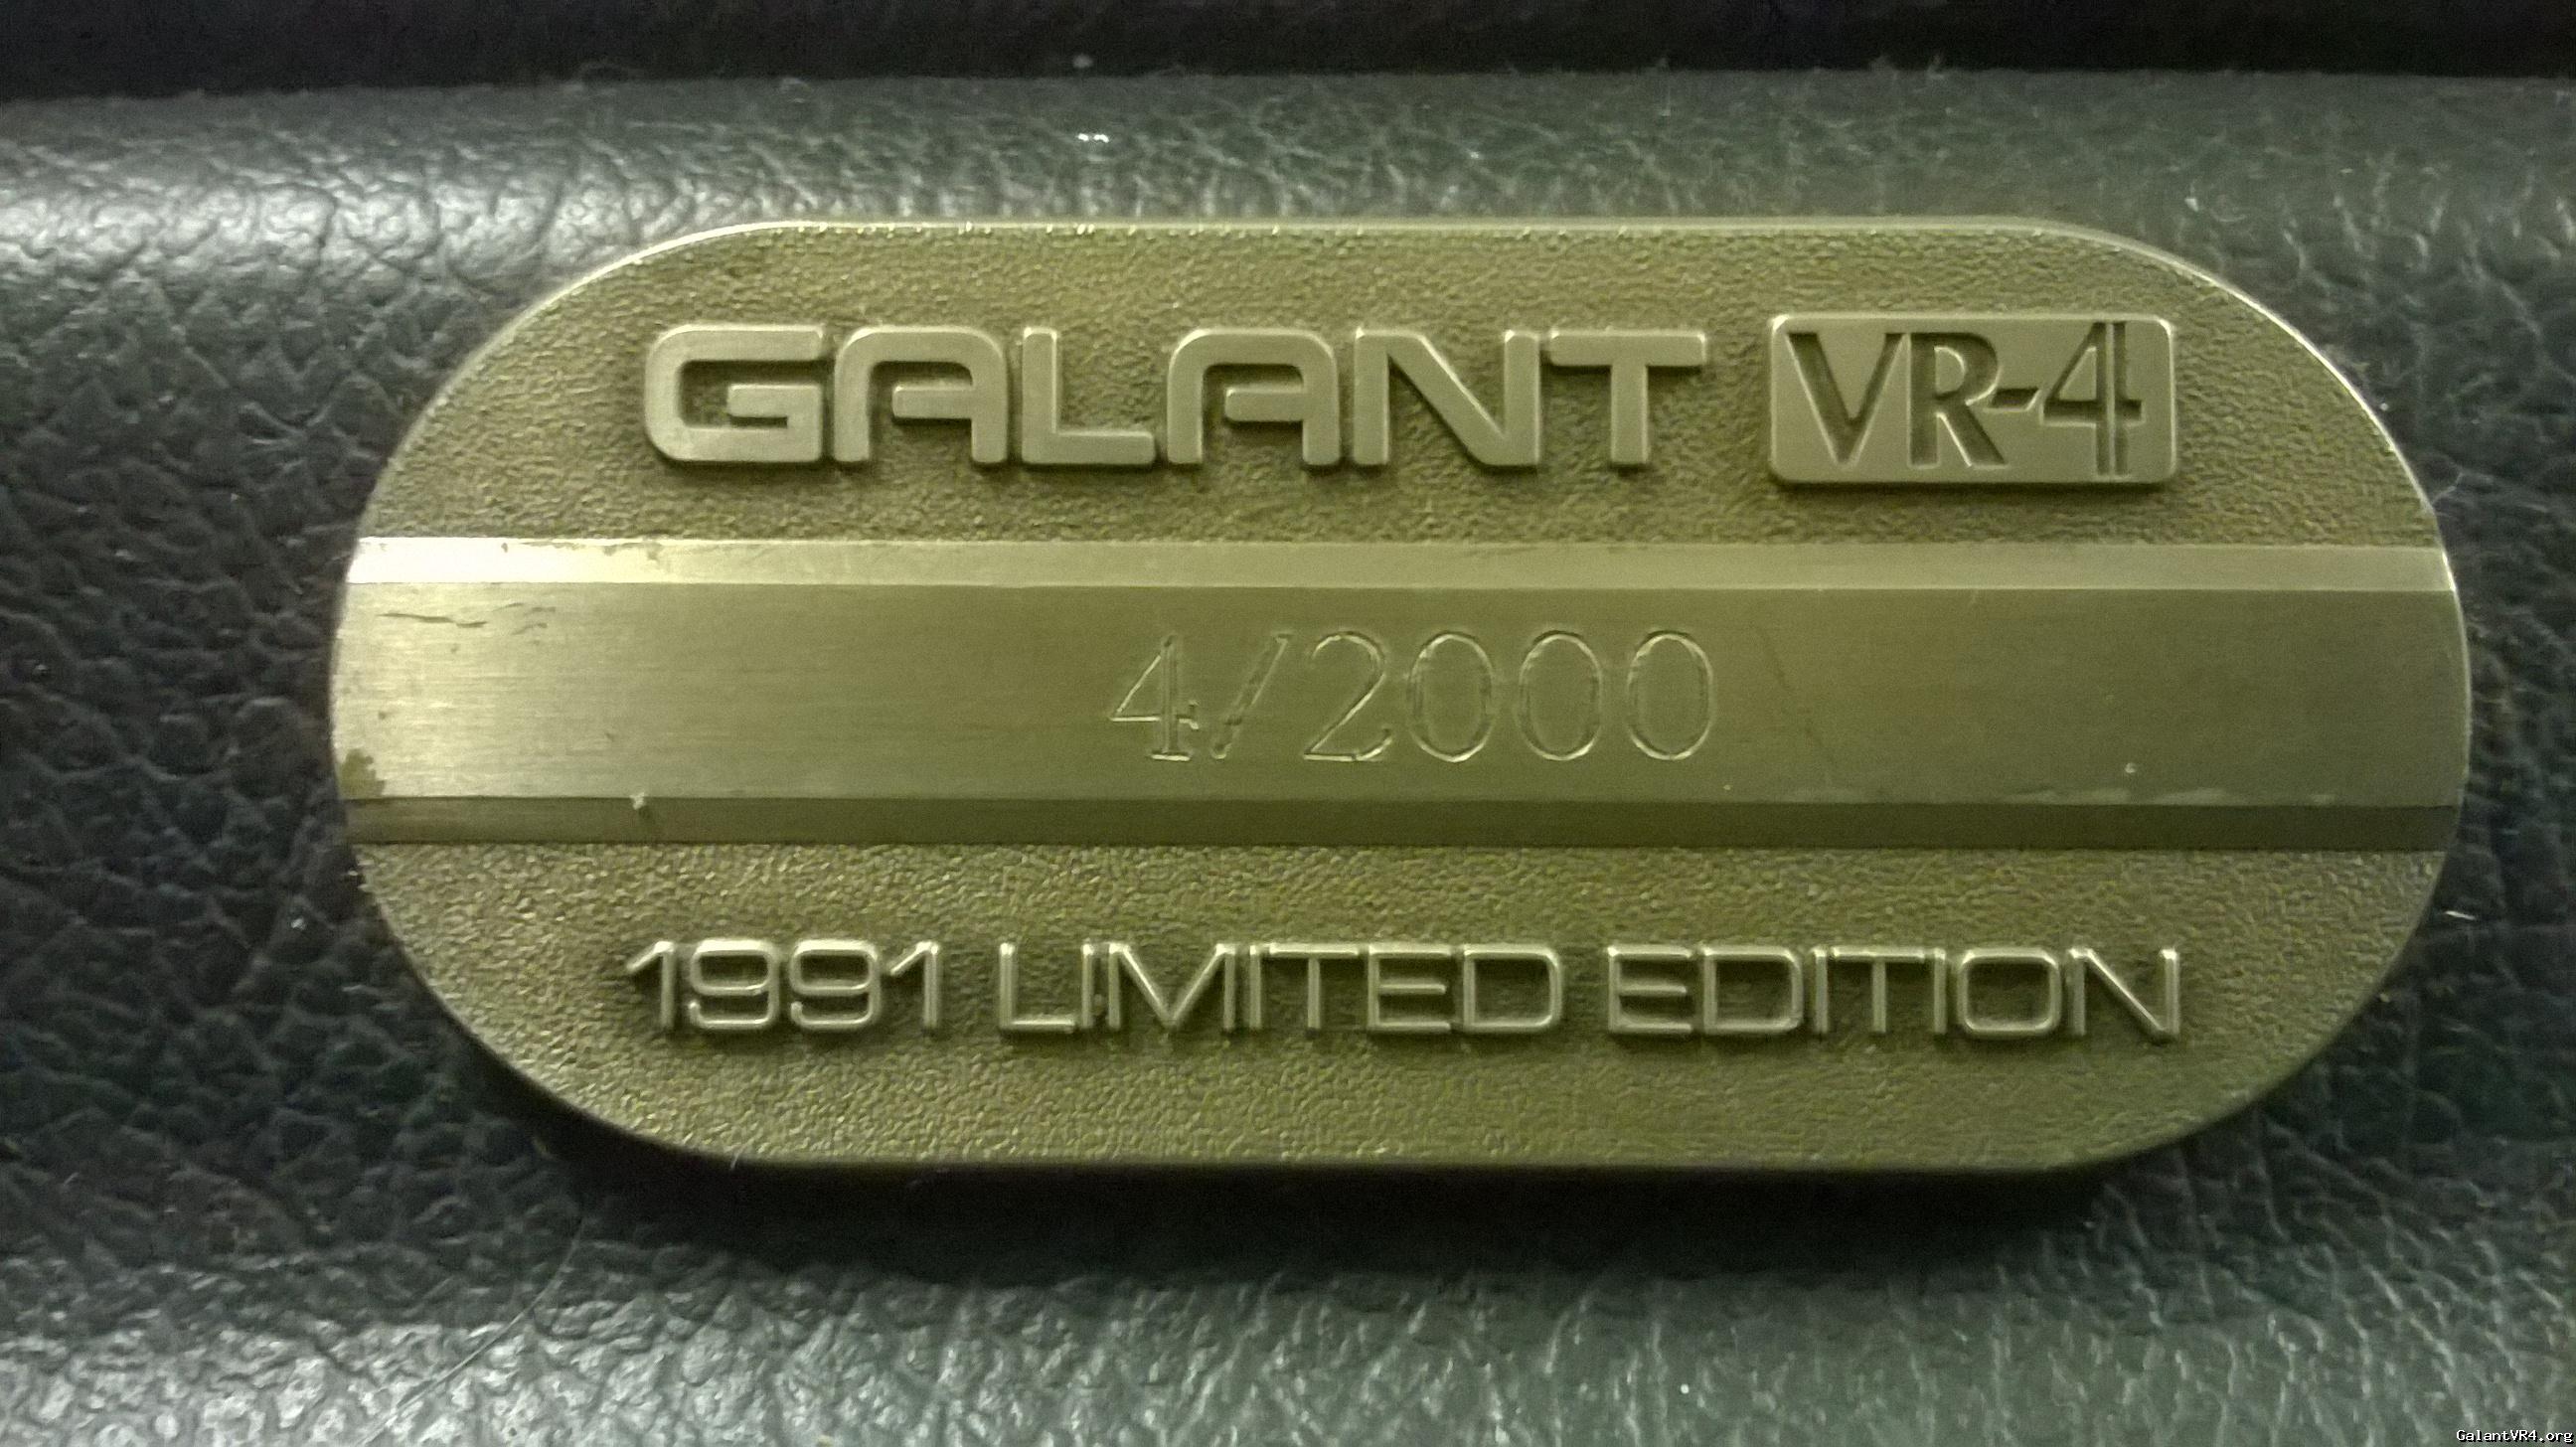 GALANT VR-4
4/2000
1991 LIMITED EDITION
GalantVR4.org